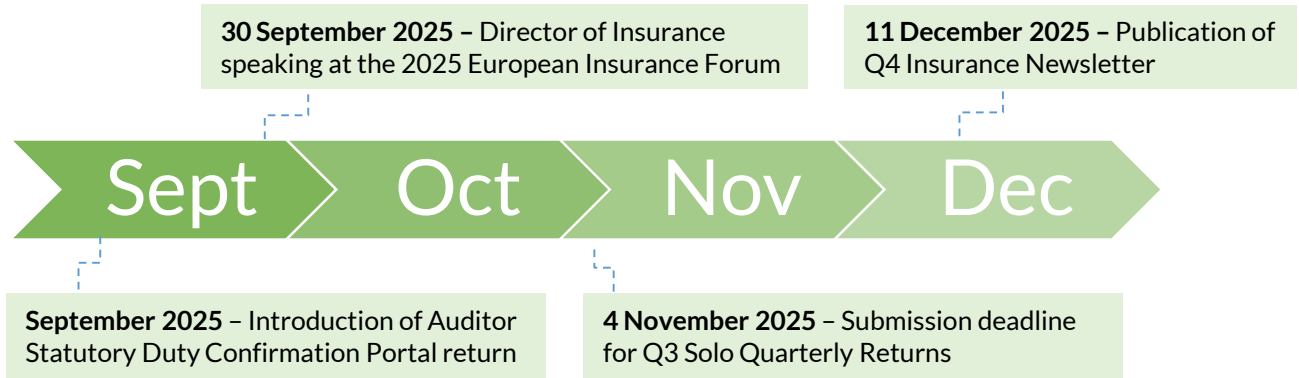 30 September 2025 – Director of Insurance
speaking at the 2025 European Insurance Forum
11 December 2025 – Publication of
Q4 Insurance Newsletter
Sept
Oct
Nov
Dec
September 2025 – Introduction of Auditor
Statutory Duty Confirmation Portal return
4 November 2025 – Submission deadline
for Q3 Solo Quarterly Returns